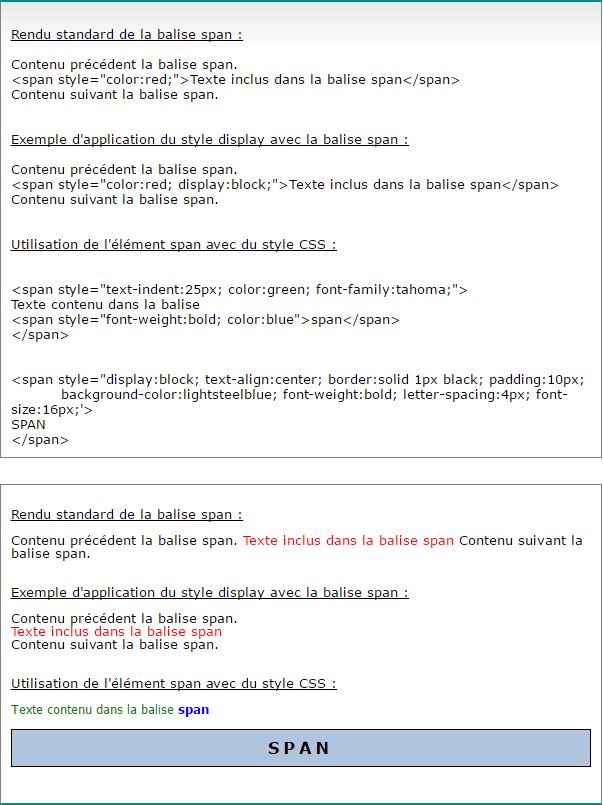 Rendu standard de la balise span :
Contenu précédent la balise span.
<span style="color:red;">Texte inclus dans la balise span</span>
Contenu suivant la balise span.
Exemple d'application du style display avec la balise span :
Contenu précédent la balise span.
<span style="color:red; display:block;">Texte inclus dans la balise span</span>
Contenu suivant la balise span.
Utilisation de l'élément span avec du style CSS :
<span style="text-indent:25px; color:green; font-family:tahoma;">
Texte contenu dans la balise
<span style="font-weight:bold; color:blue">span</span>
</span>
<span style="display:block; text-align:center; border:solid 1px black; padding:10px;
background-color:lightsteelblue; font-weight:bold; letter-spacing:4px; font-
size:16px;'>
SPAN
</span>
Rendu standard de la balise span :
Contenu précédent la balise span. Texte inclus dans la balise span Contenu suivant la
balise span.
Exemple d'application du style display avec la balise span :
Contenu précédent la balise span.
Texte inclus dans la balise span
Contenu suivant la balise span.
Utilisation de l'élément span avec du style CSS :
Texte contenu dans la balise span
SPAN